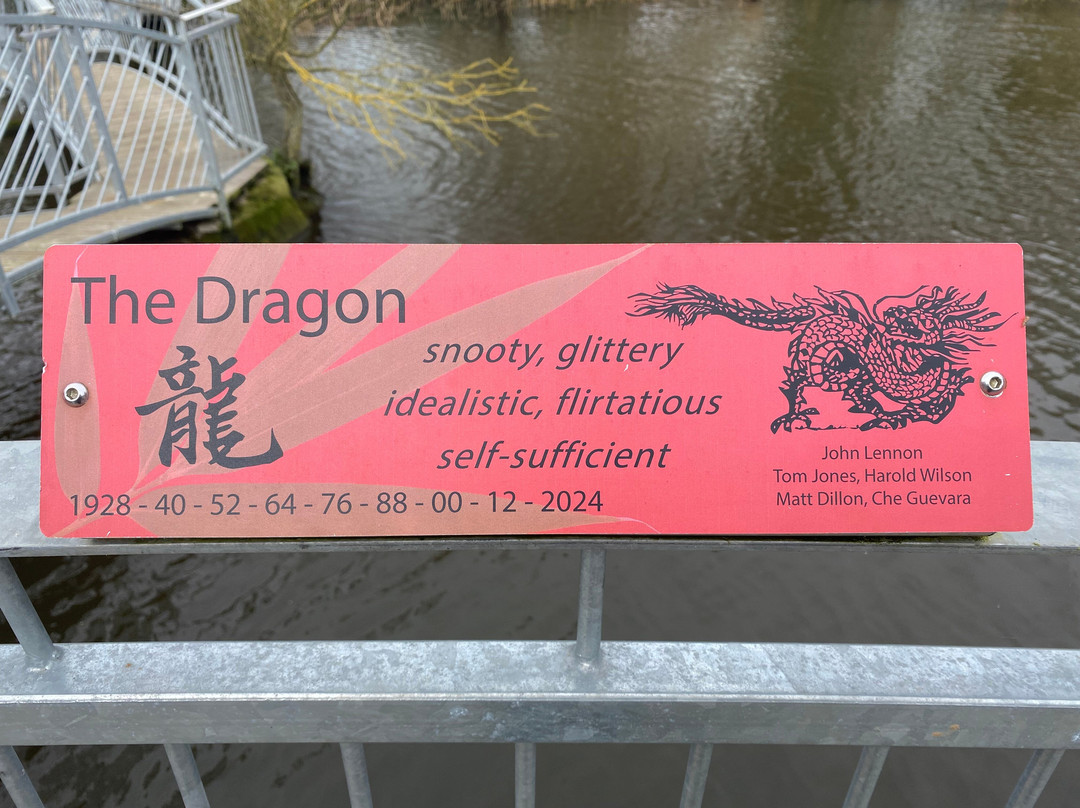 The Dragon
龍
snooty, glittery
idealistic, flirtatious
self-sufficient
1928 - 40 - 52 - 64 - 76 - 88 - 00 - 12 - 2024
John Lennon
Tom Jones, Harold Wilson
Matt Dillon, Che Guevara